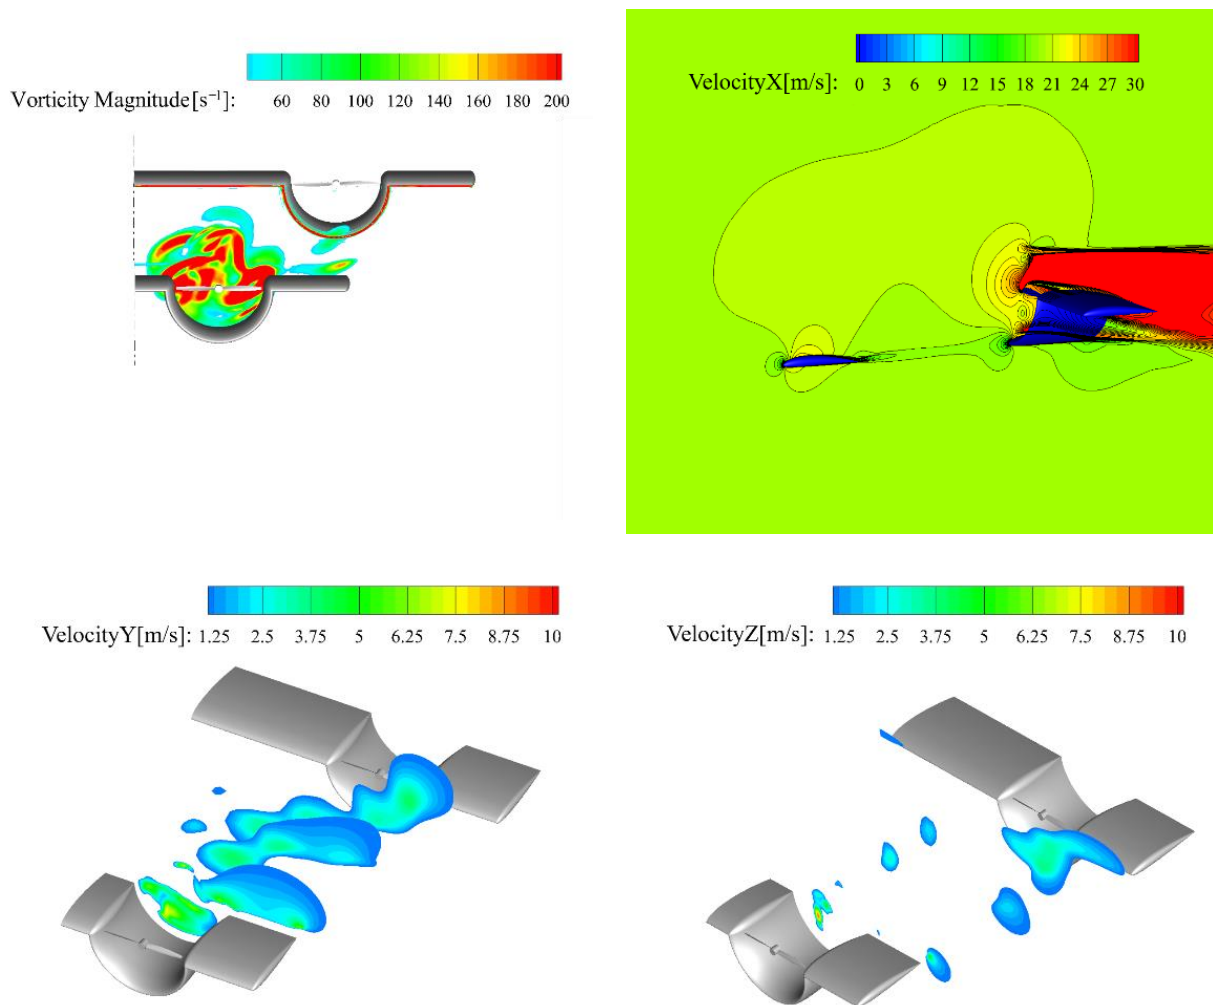 Vorticity Magnitude[s⁻¹]:
60 80 100 120 140 160 180 200
VelocityX[m/s]:
0 3 6 9 12 15 18 21 24 27 30
VelocityY[m/s]:
1.25 2.5 3.75 5 6.25 7.5 8.75 10
VelocityZ[m/s]:
1.25 2.5 3.75 5 6.25 7.5 8.75 10